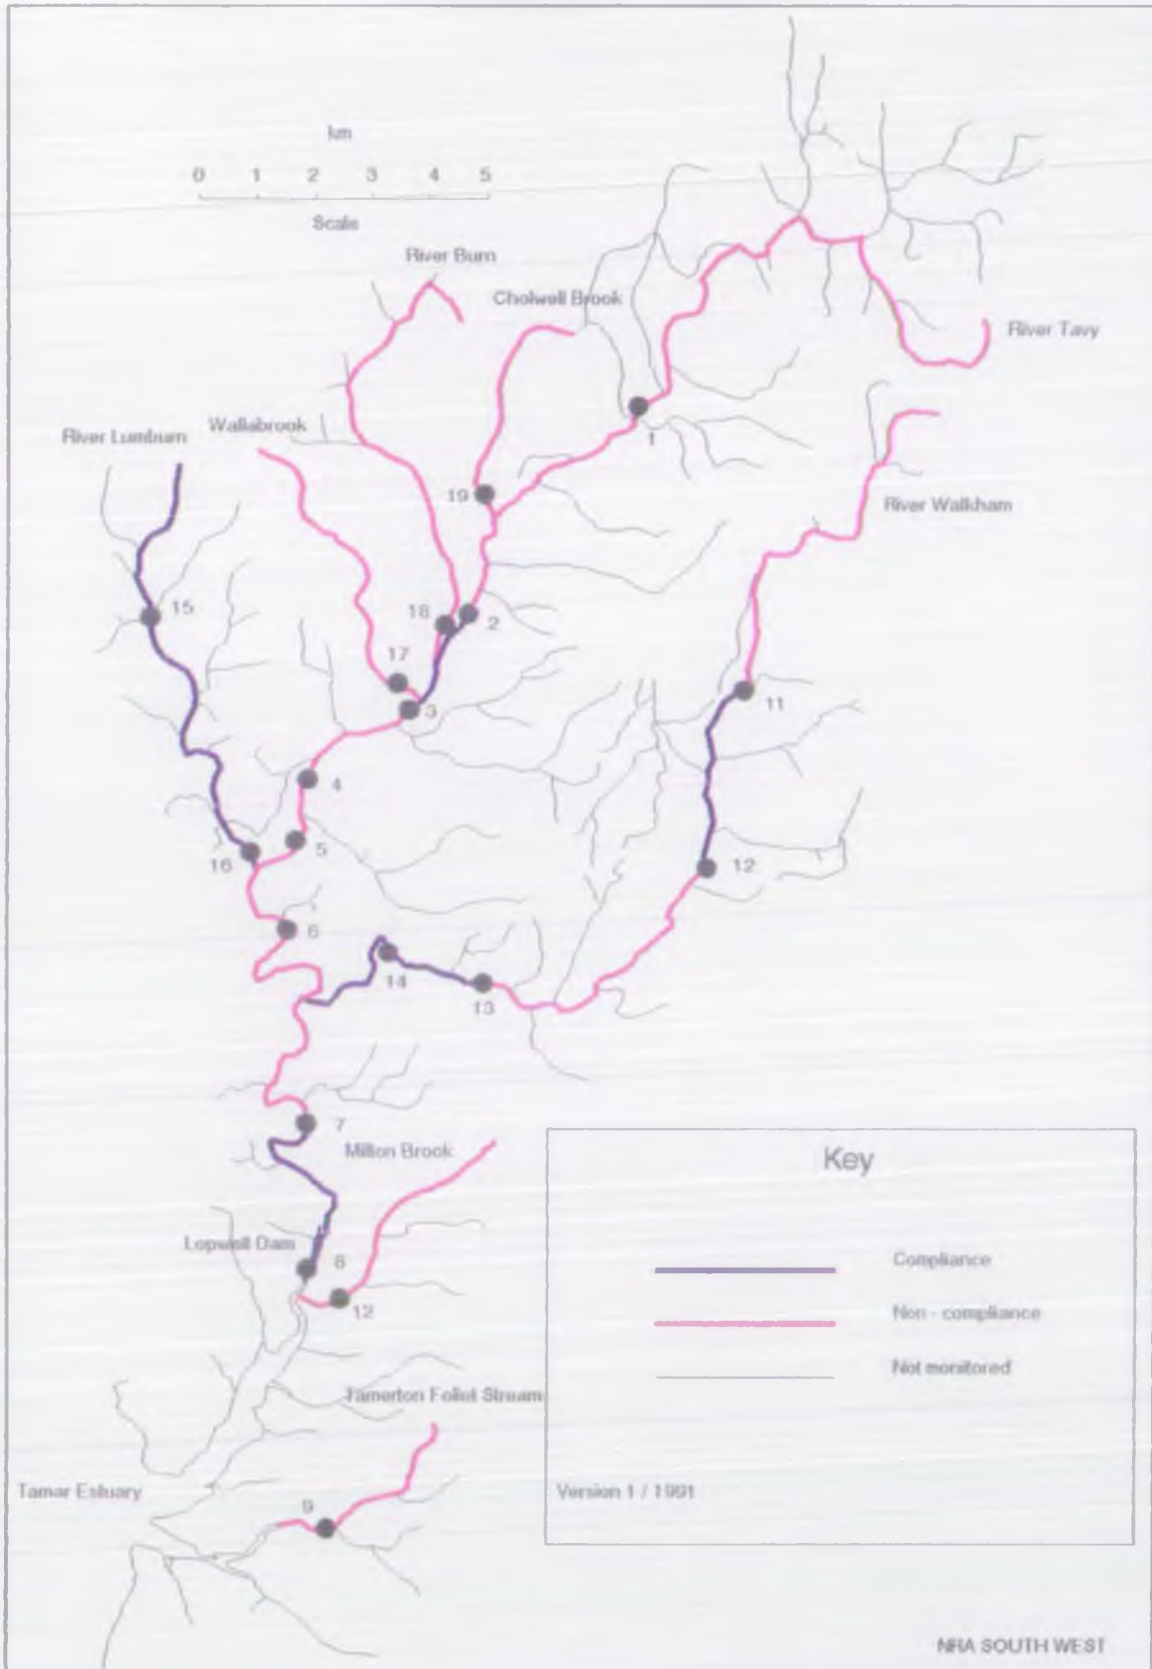 km
0 1 2 3 4 5
Scale
River Burn
Cholwell Brook
River Tavy
River Lumburn
Wallabrook
1
19
River Walkham
15
18
2
17
3
11
4
5
16
12
6
14
13
7
Milton Brook
Key
Lopwell Dam
8
Compliance
12
Non - compliance
Not monitored
Tamerton Foliot Stream
Tamar Estuary
Version 1 / 1991
9
NRA SOUTH WEST